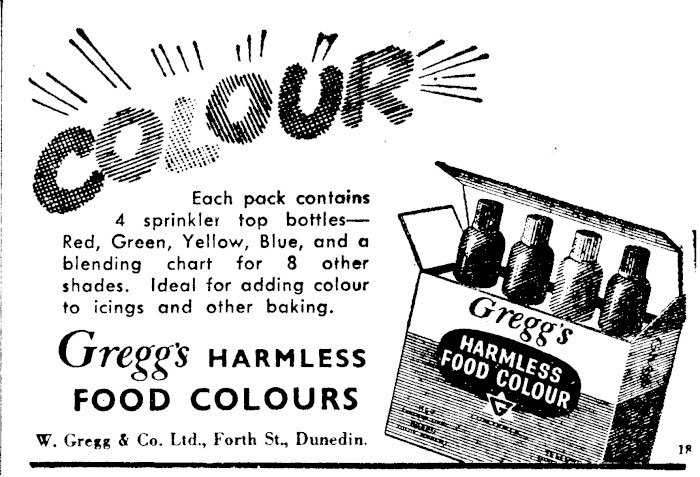 COLOUR
Each pack contains
4 sprinkler top bottles—
Red, Green, Yellow, Blue, and a
blending chart for 8 other
shades. Ideal for adding colour
to icings and other baking.
Gregg's HARMLESS
FOOD COLOURS
W. Gregg & Co. Ltd., Forth St., Dunedin.
Gregg's
HARMLESS
FOOD COLOUR
G
18